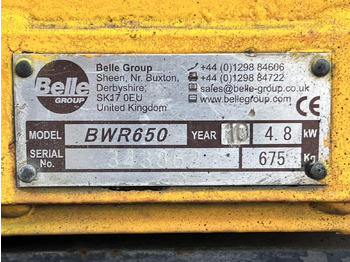 Belle
GROUP
Belle Group
Sheen, Nr. Buxton,
Derbyshire,
SK17 0EU
United Kingdom
+44 (0)1298 84606
+44 (0)1298 84722
sales@belle-group.co.uk
www.bellegroup.com
CE
MODEL BWR650 YEAR 10 4.8 kW
SERIAL No. 675 Kg